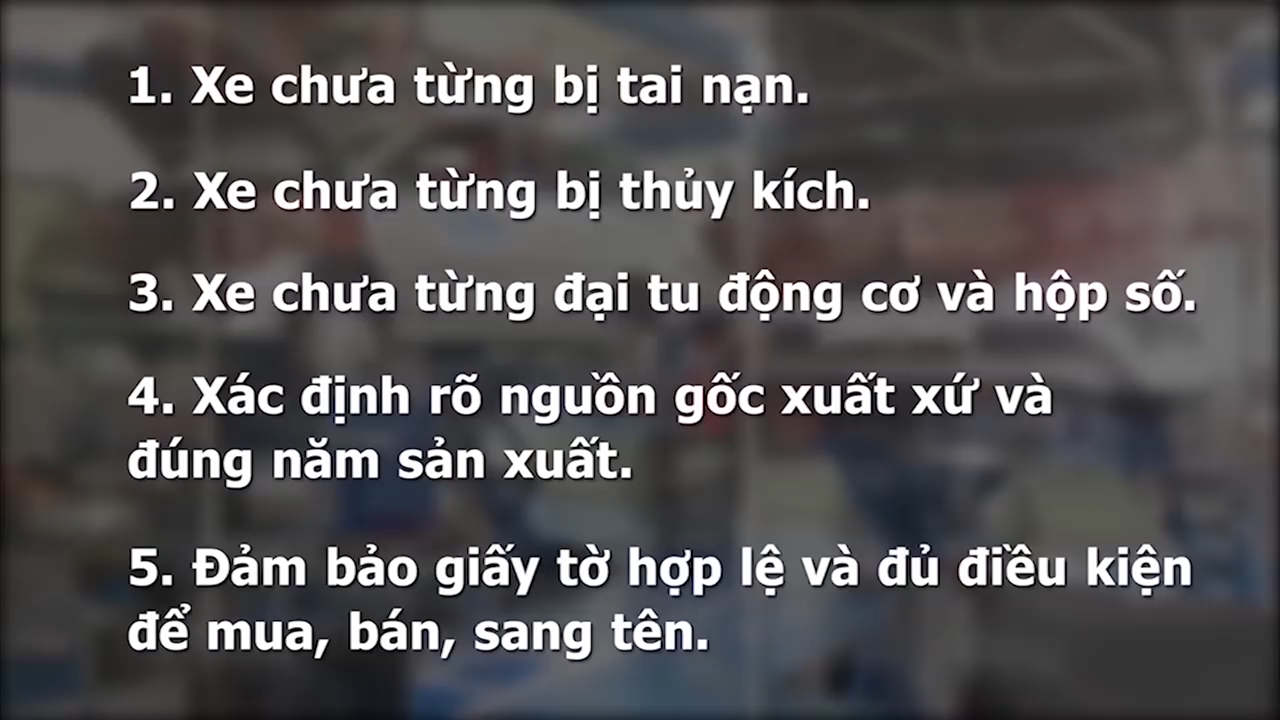 1. Xe chưa từng bị tai nạn.
2. Xe chưa từng bị thủy kích.
3. Xe chưa từng đại tu động cơ và hộp số.
4. Xác định rõ nguồn gốc xuất xứ và
đúng năm sản xuất.
5. Đảm bảo giấy tờ hợp lệ và đủ điều kiện
để mua, bán, sang tên.